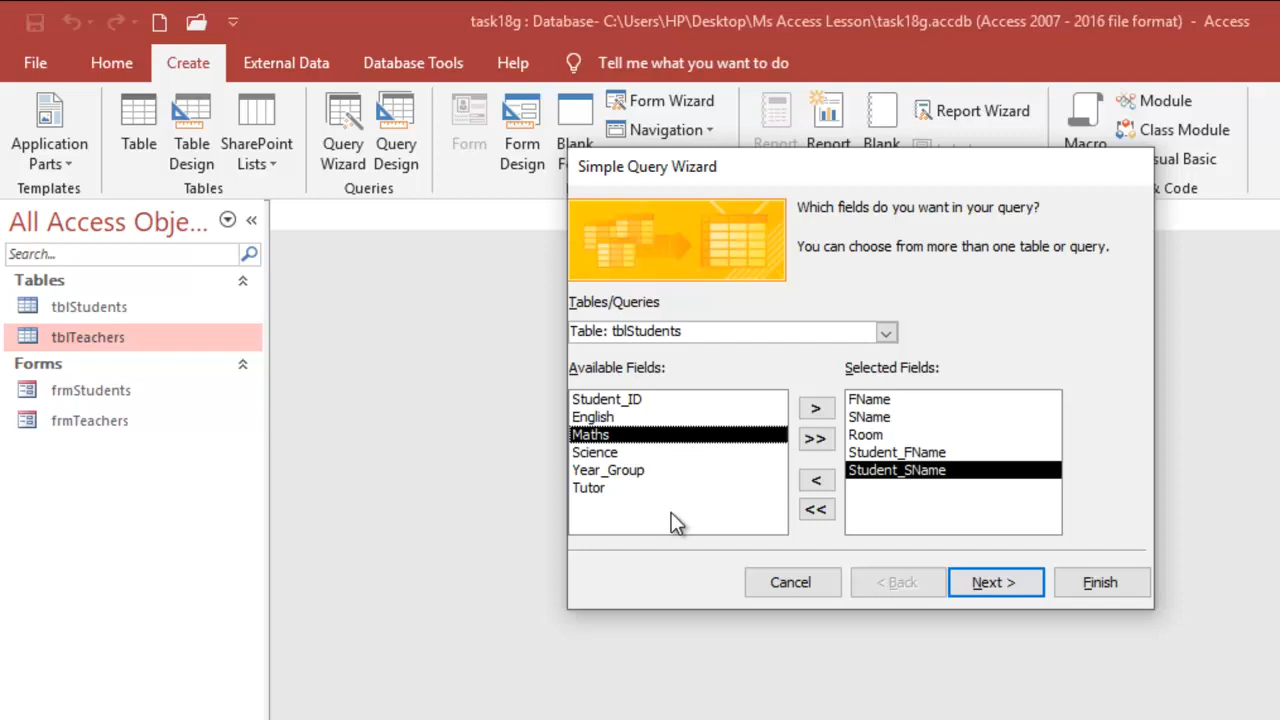 task18g : Database- C:\Users\HP\Desktop\Ms Access Lesson\task18g.accdb (Access 2007 - 2016 file format) - Access
File Home Create External Data Database Tools Help Tell me what you want to do
Application Parts
Templates
Table
Table Design
SharePoint Lists
Tables
Query Wizard
Query Design
Queries
Form
Form Design
Blank
Form Wizard
Navigation
Report
Report
Blank
Report Wizard
Macro
Module
Class Module
sual Basic
& Code
All Access Obje... «
Search...
Tables
tblStudents
tblTeachers
Forms
frmStudents
frmTeachers
Simple Query Wizard
Which fields do you want in your query?
You can choose from more than one table or query.
Tables/Queries
Table: tblStudents
Available Fields:
Student_ID
English
Maths
Science
Year_Group
Tutor
>
>>
<
<<
Selected Fields:
FName
SName
Room
Student_FName
Student_SName
Cancel < Back Next > Finish